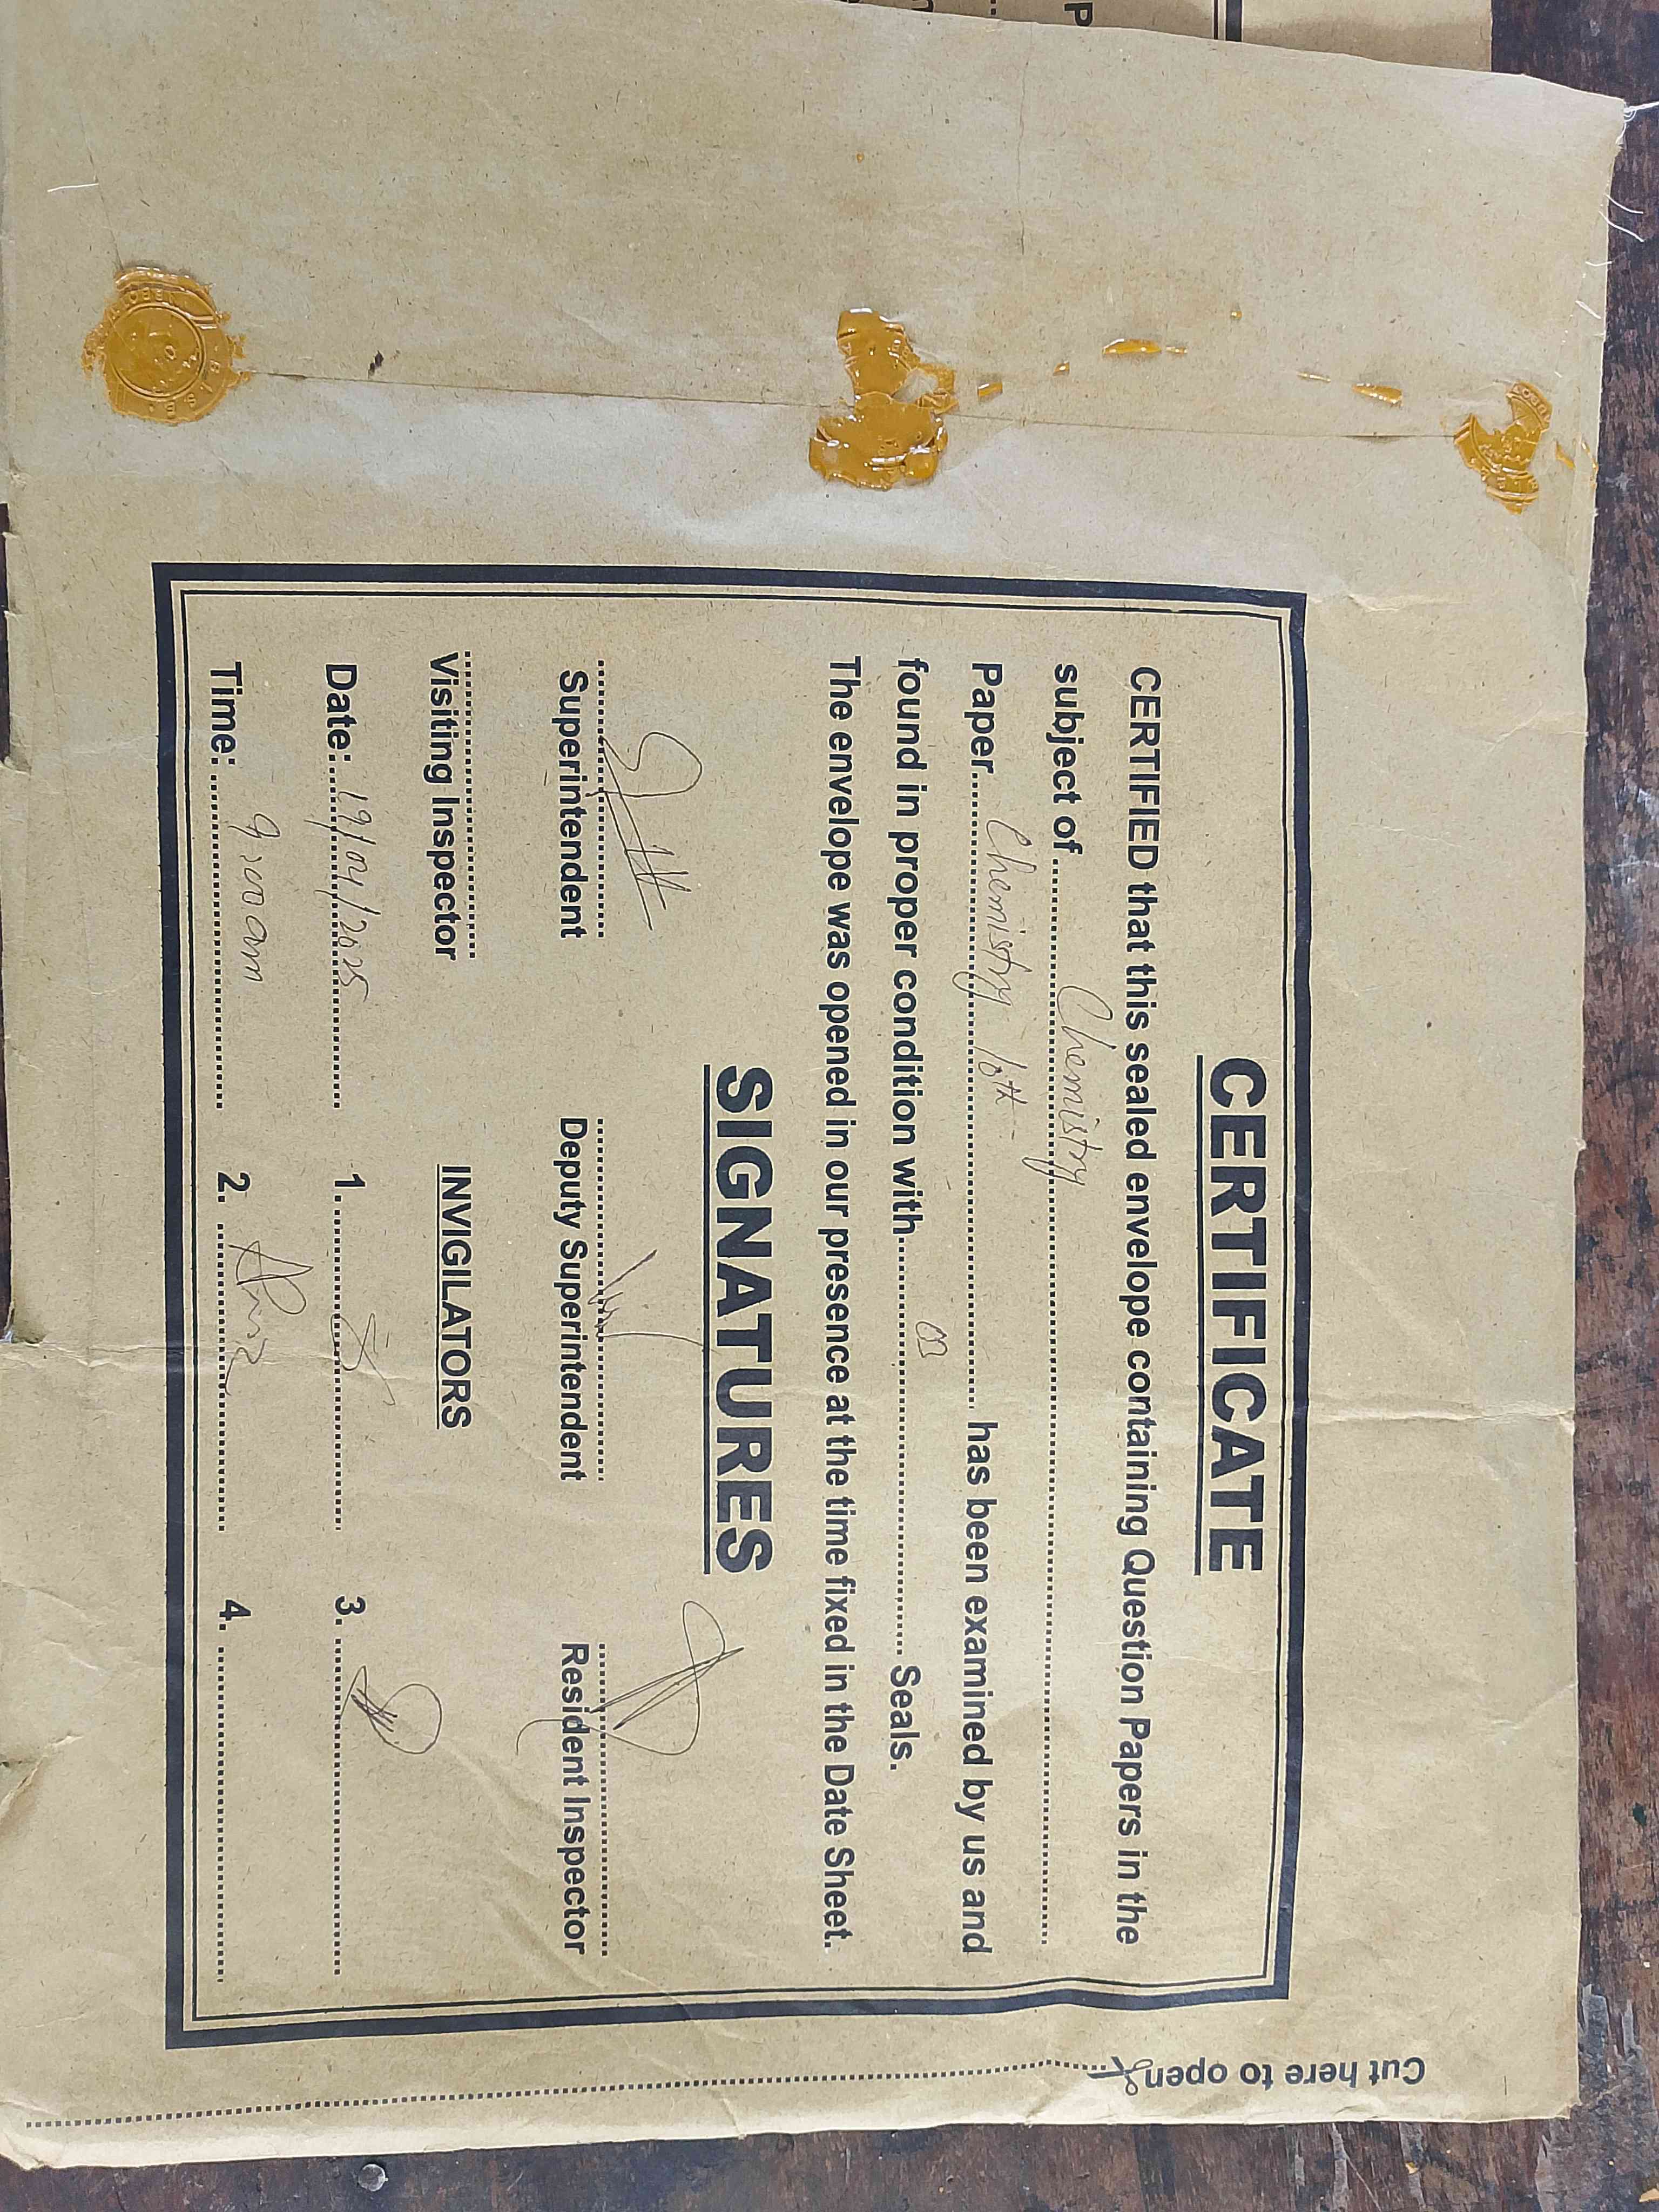 CERTIFICATE
CERTIFIED that this sealed envelope containing Question Papers in the
subject of Chemistry
Paper Chemistry 10th has been examined by us and
found in proper condition with Seals.
The envelope was opened in our presence at the time fixed in the Date Sheet.
SIGNATURES
Superintendent Deputy Superintendent Resident Inspector
Visiting Inspector INVIGILATORS
Date: 19/04/2025 1. 3.
Time: 9:00 am 2. 4.
Cut here to open